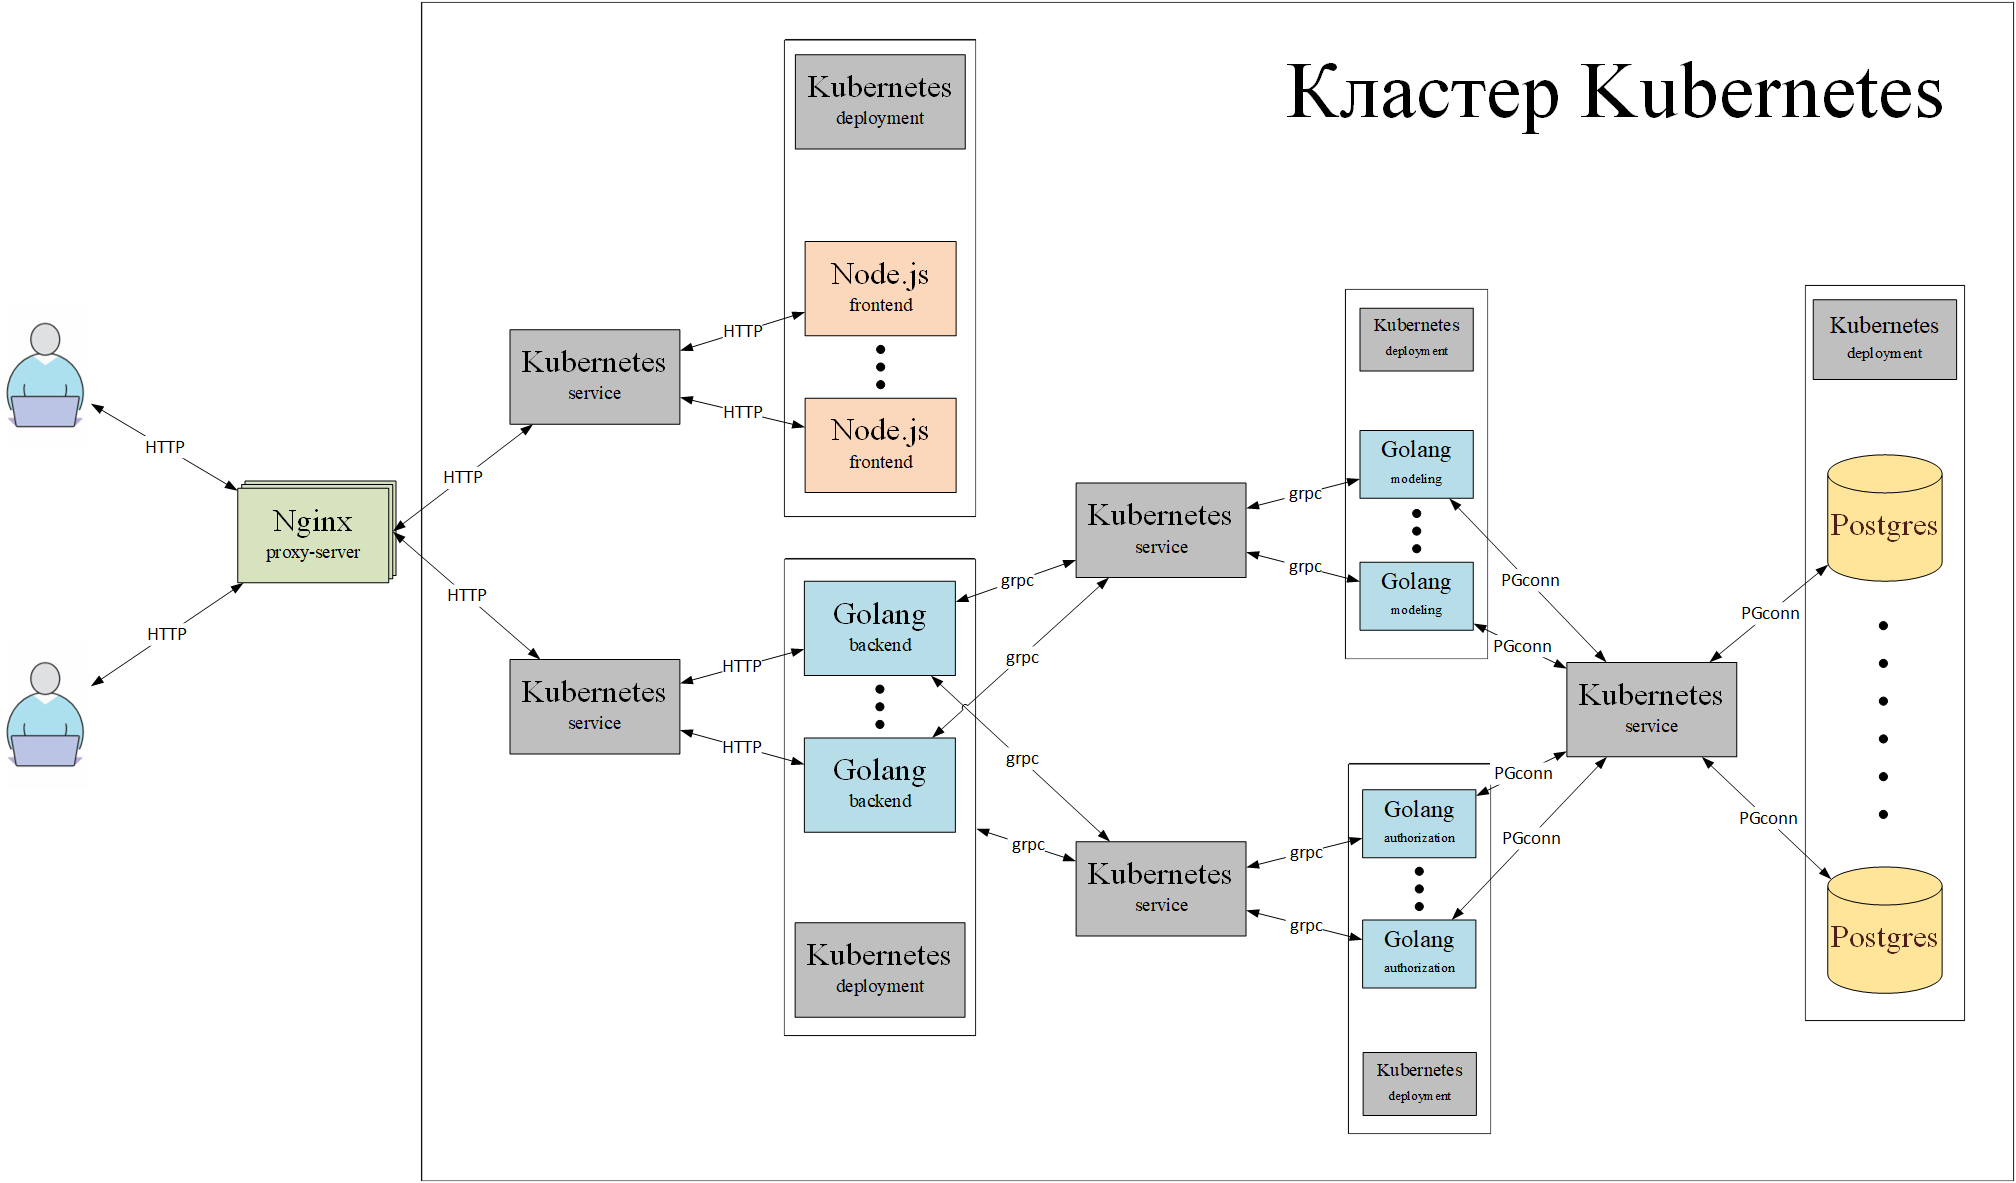 Кластер Kubernetes
HTTP
HTTP
Nginx
proxy-server
HTTP
HTTP
Kubernetes
service
Kubernetes
service
HTTP
HTTP
HTTP
HTTP
Kubernetes
deployment
Node.js
frontend
Node.js
frontend
Golang
backend
Golang
backend
Kubernetes
deployment
grpc
grpc
grpc
grpc
Kubernetes
service
Kubernetes
service
grpc
grpc
grpc
grpc
Kubernetes
deployment
Golang
modeling
Golang
modeling
Golang
authorization
Golang
authorization
Kubernetes
deployment
PGconn
PGconn
PGconn
PGconn
Kubernetes
service
PGconn
PGconn
Kubernetes
deployment
Postgres
Postgres